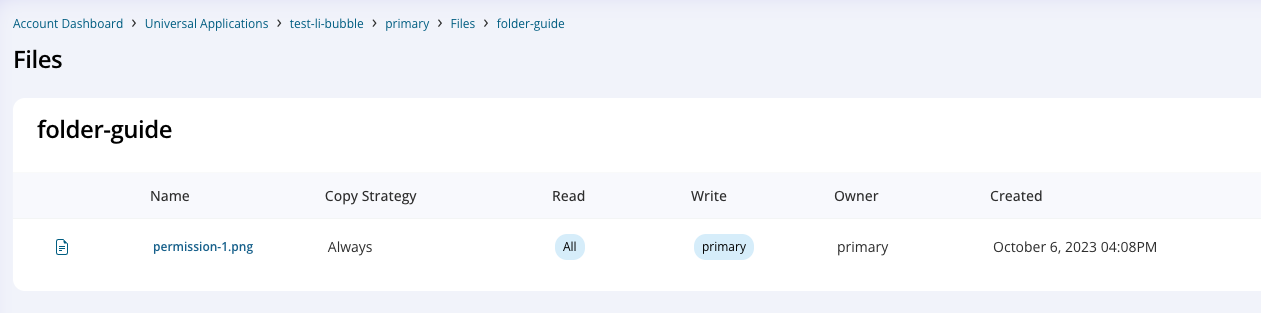 Account Dashboard > Universal Applications > test-li-bubble > primary > Files > folder-guide
Files
folder-guide
Name Copy Strategy Read Write Owner Created
permission-1.png Always All primary primary October 6, 2023 04:08PM